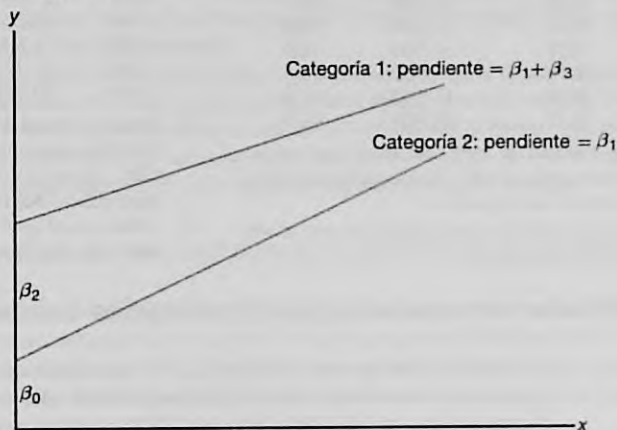 y
Categoría 1: pendiente = β₁ + β₃
Categoría 2: pendiente = β₁
β₂
β₀
x